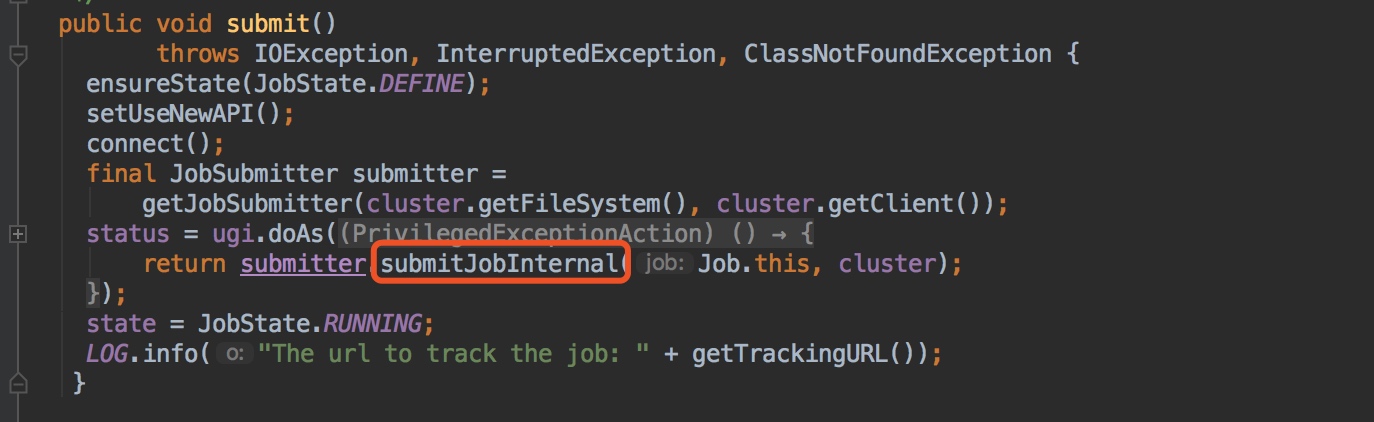 */
public void submit()
throws IOException, InterruptedException, ClassNotFoundException {
ensureState(JobState.DEFINE);
setUseNewAPI();
connect();
final JobSubmitter submitter =
getJobSubmitter(cluster.getFileSystem(), cluster.getClient());
status = ugi.doAs((PrivilegedExceptionAction) () → {
return submitter.submitJobInternal( job: Job.this, cluster);
});
state = JobState.RUNNING;
LOG.info( o: "The url to track the job: " + getTrackingURL());
}